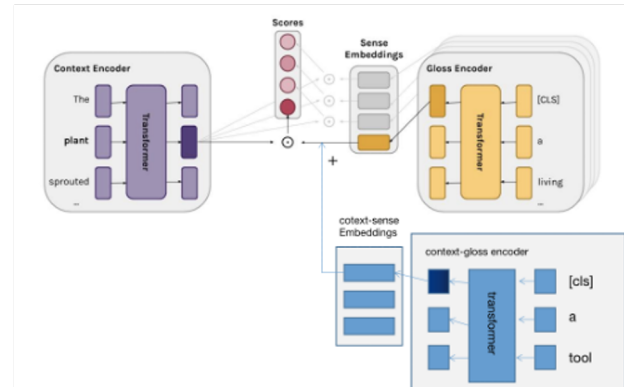 Scores
Sense
Embeddings
Context Encoder
The
plant
sprouted
...
Transformer
Gloss Encoder
[CLS]
a
living
...
Transformer
+
cotext-sense
Embeddings
context-gloss encoder
[cls]
a
tool
transformer